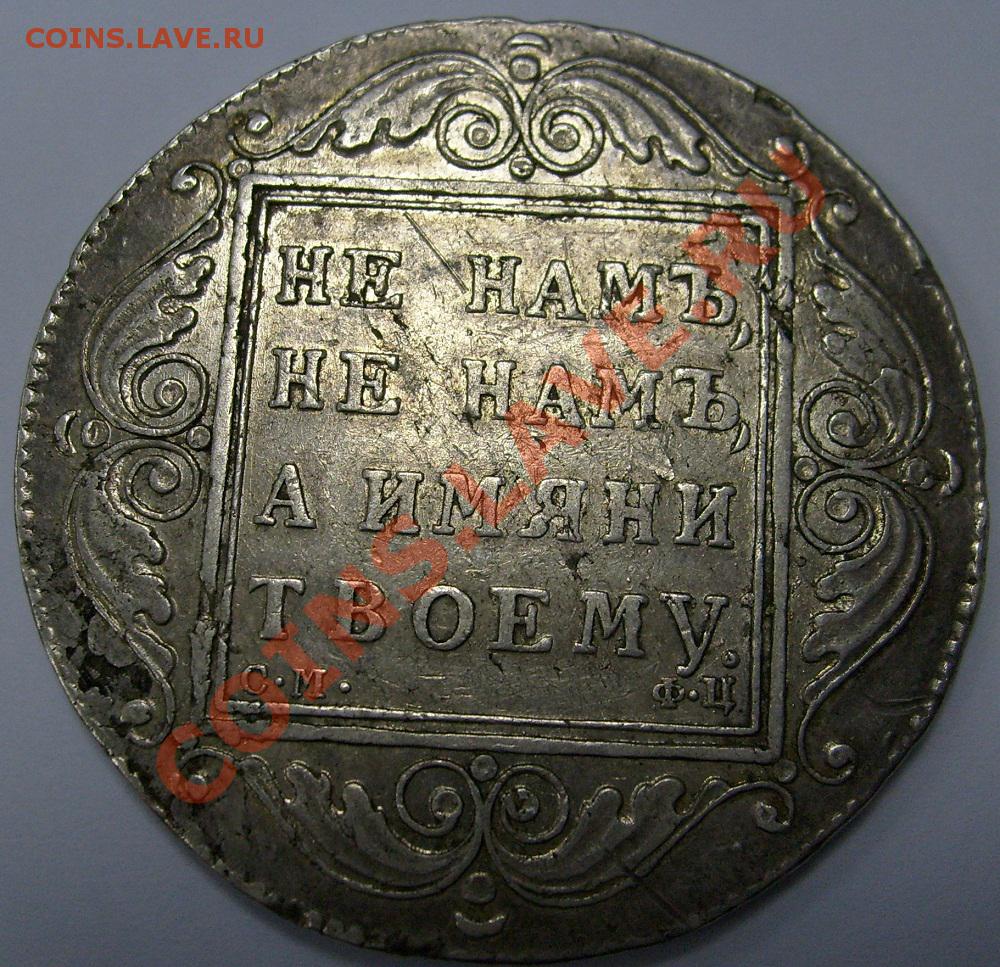 COINS.LAVE.RU
НЕ НАМЪ,
НЕ НАМЪ,
А ИМЯНИ
ТВОЕМУ.
С.М. Ф.Ц.
COINS.LAVE.RU